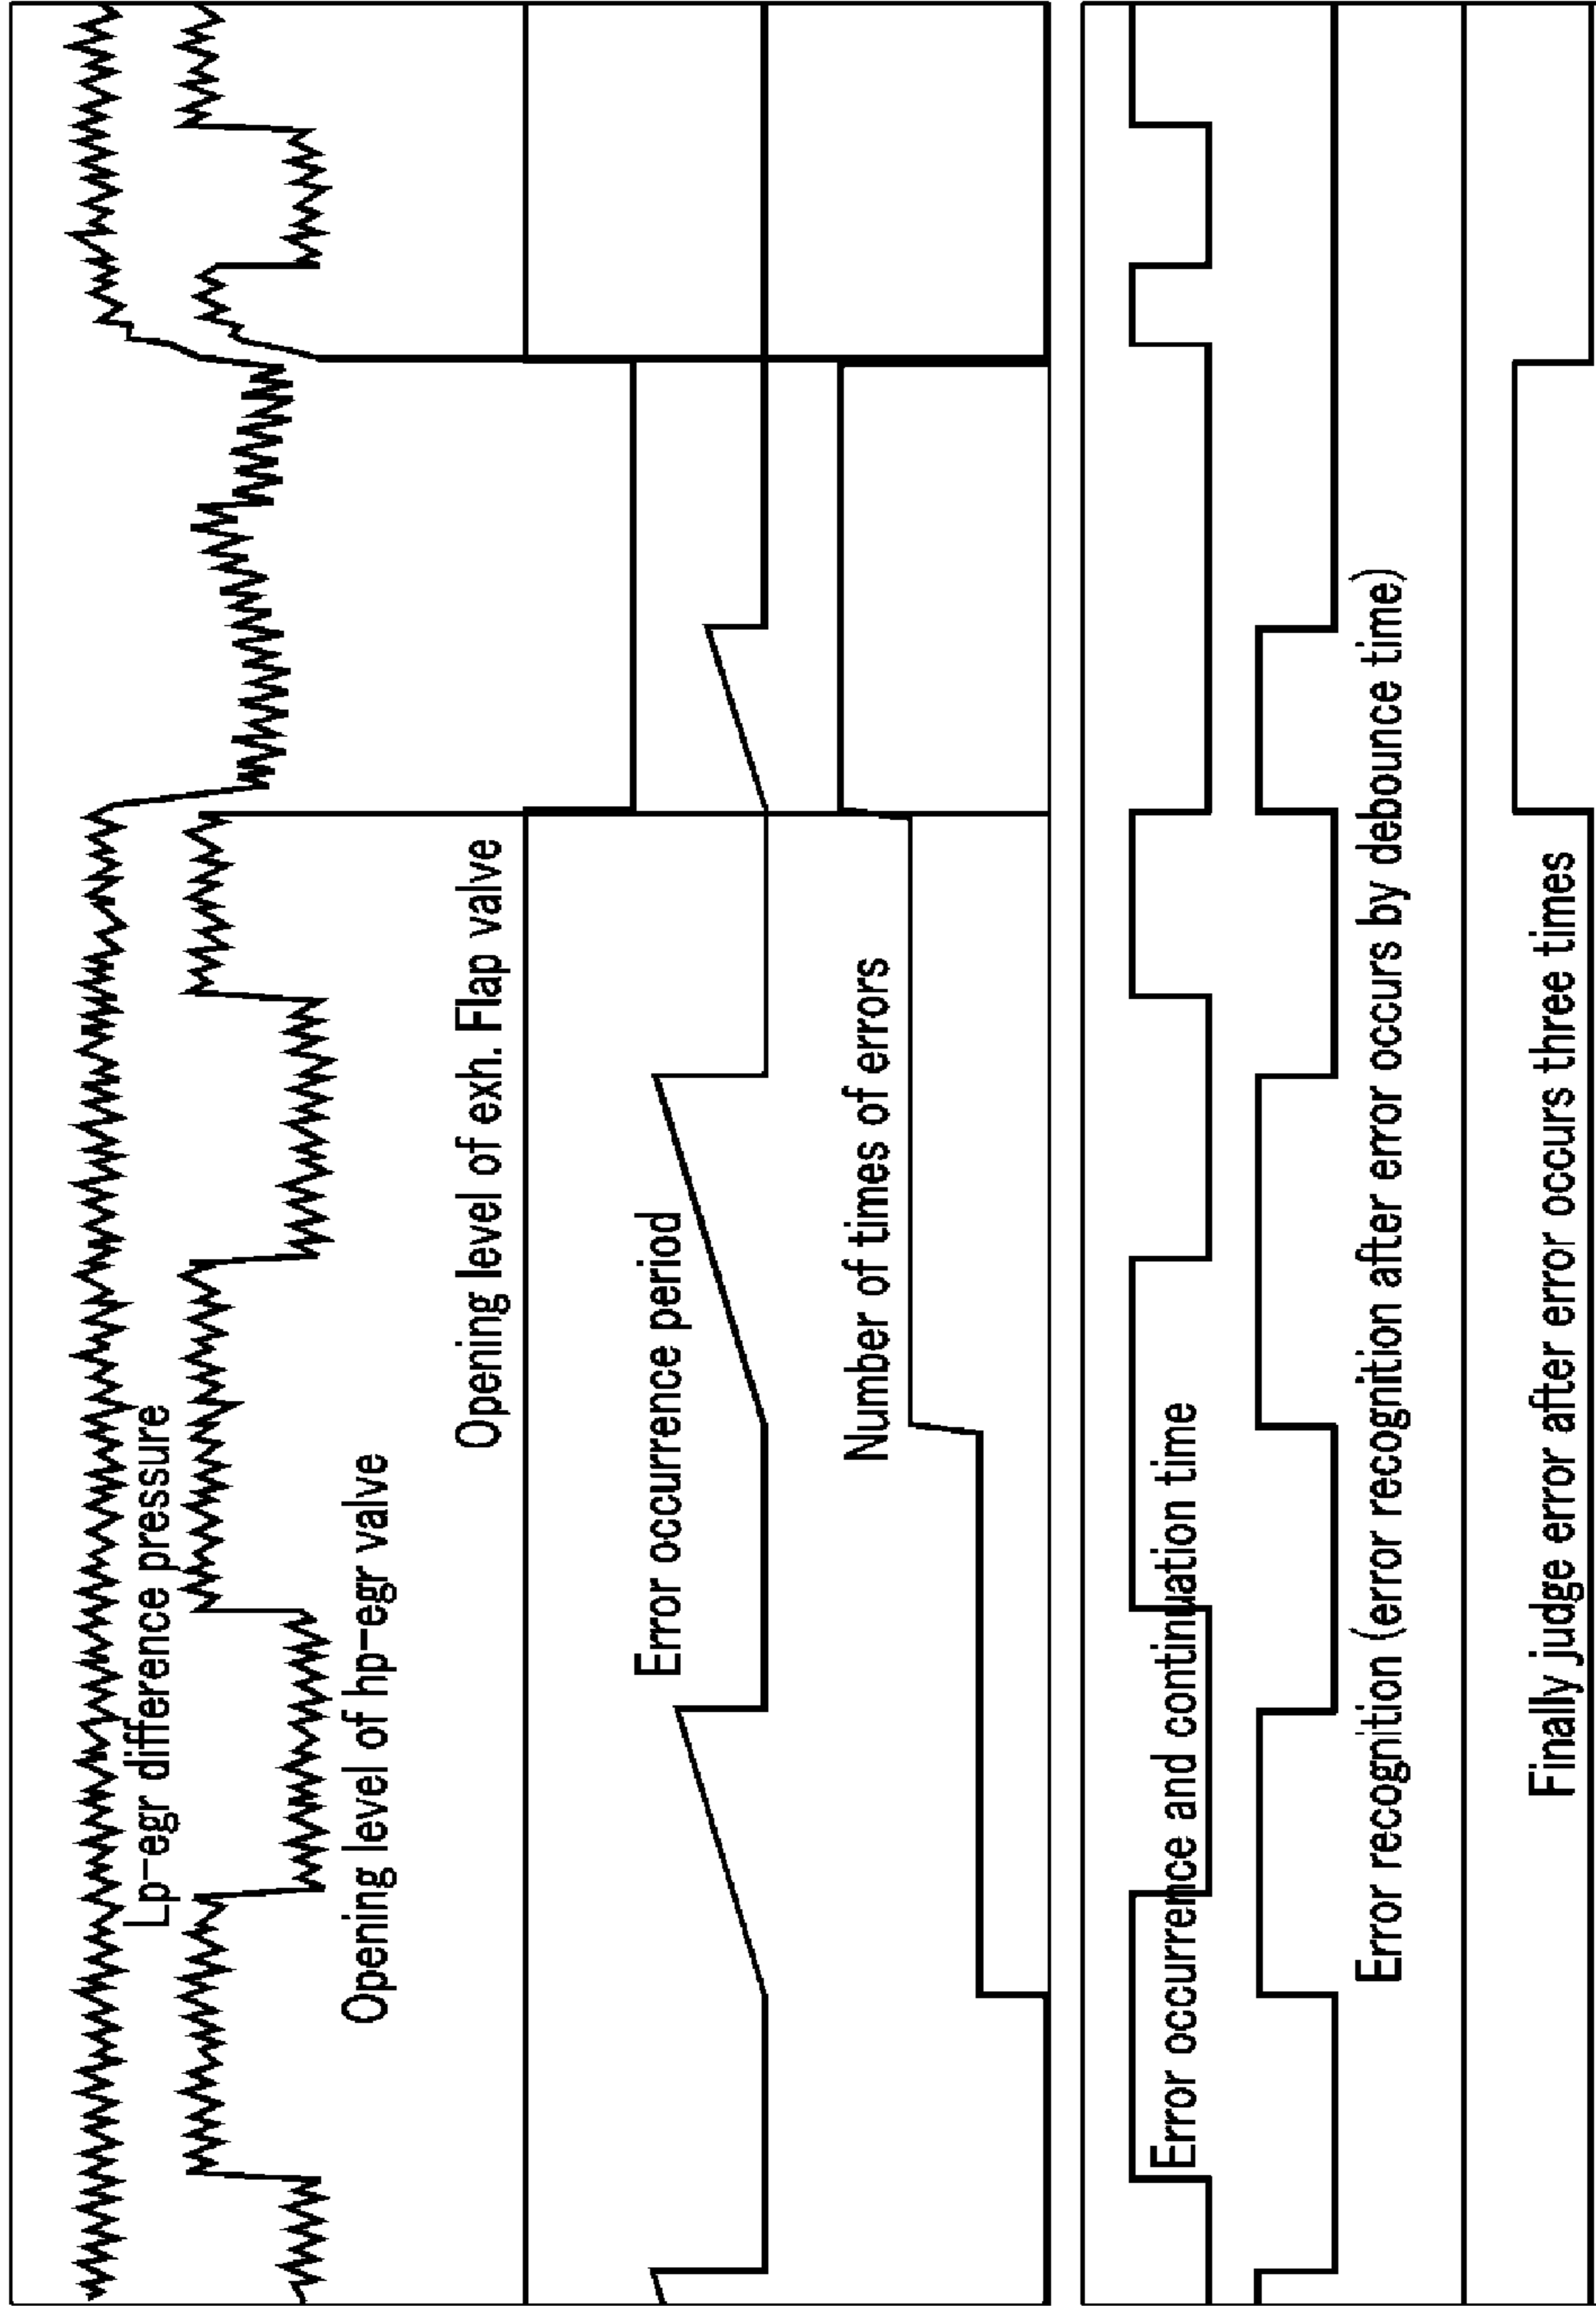 Lp-egr difference pressure
Opening level of hp-egr valve
Opening level of exh. Flap valve
Error occurrence period
Number of times of errors
Error occurrence and continuation time
Error recognition (error recognition after error occurs by debounce time)
Finally judge error after error occurs three times